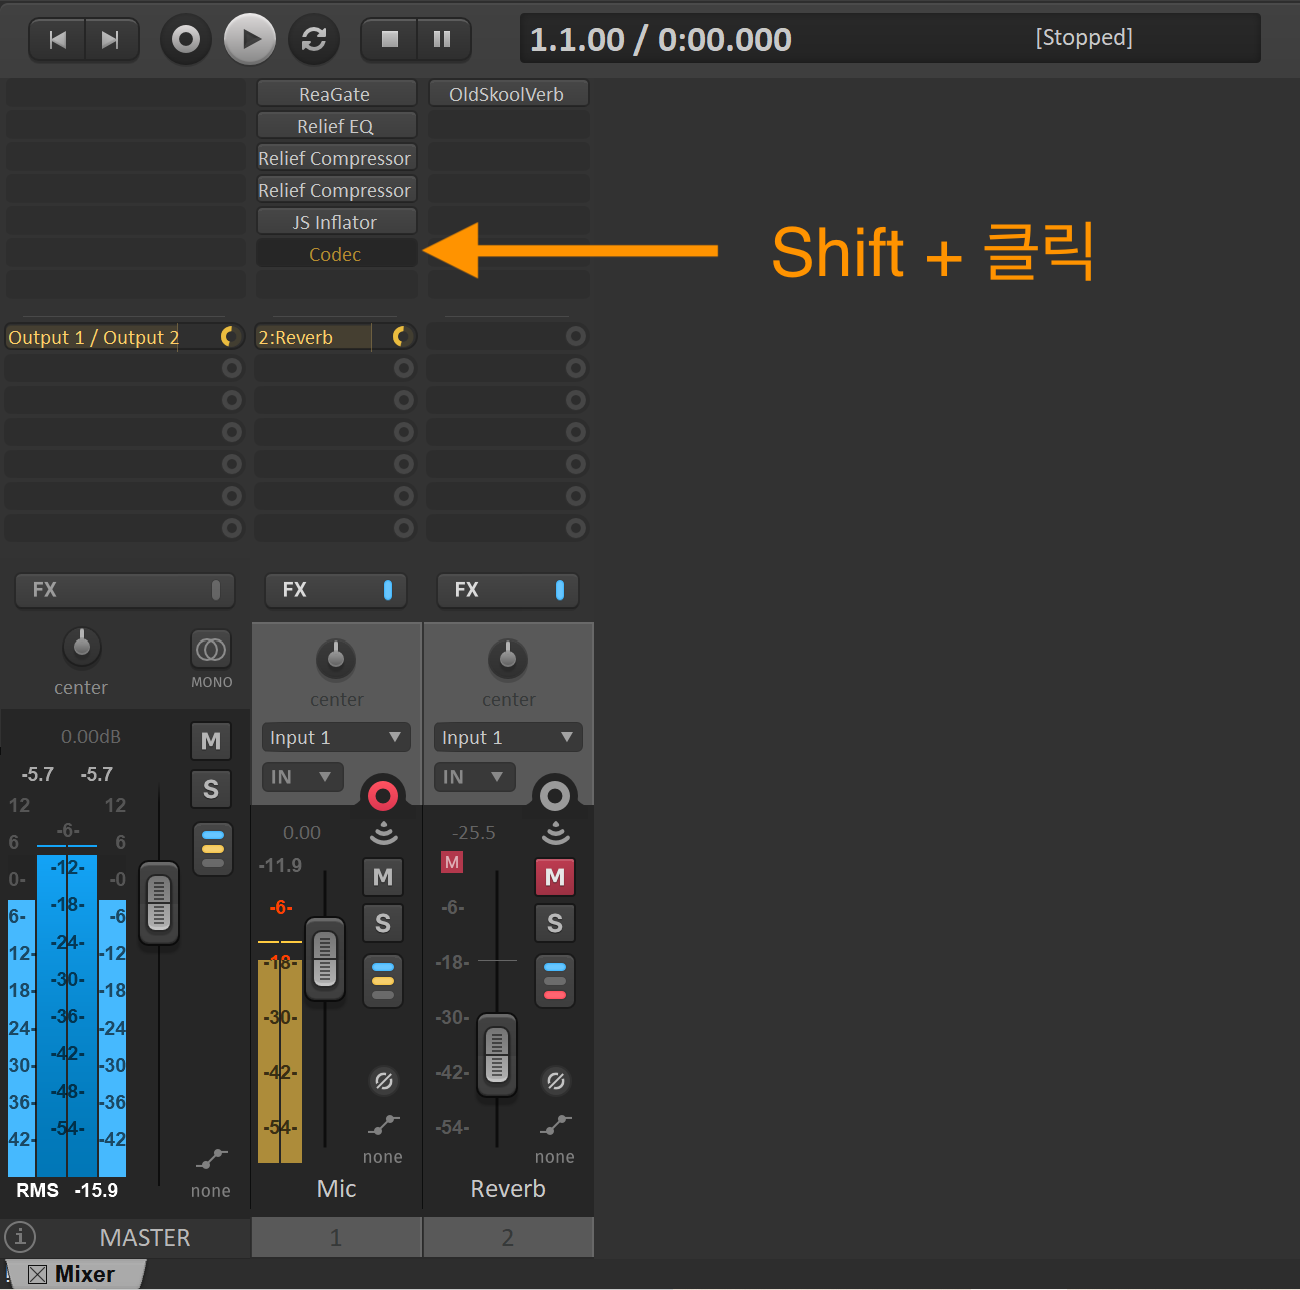 1.1.00 / 0:00.000
[Stopped]
ReaGate
OldSkoolVerb
Relief EQ
Relief Compressor
Relief Compressor
JS Inflator
Codec
Shift + 클릭
Output 1 / Output 2
2:Reverb
FX
FX
FX
center
MONO
center
center
Input 1
Input 1
IN
IN
0.00dB
M
-5.7 -5.7
S
12 12
-6-
6 6
-12-
0- -0
-18-
6- -6
-24-
12- -12
-30-
18- -18
-36-
24- -24
-42-
30- -30
-48-
36- -36
-54-
42- -42
RMS -15.9
none
0.00
-11.9
M
-6-
S
-18-
-30-
-42-
-54-
none
Mic
-25.5
M
M
-6-
S
-18-
-30-
-42-
-54-
none
Reverb
i
MASTER
1
2
Mixer